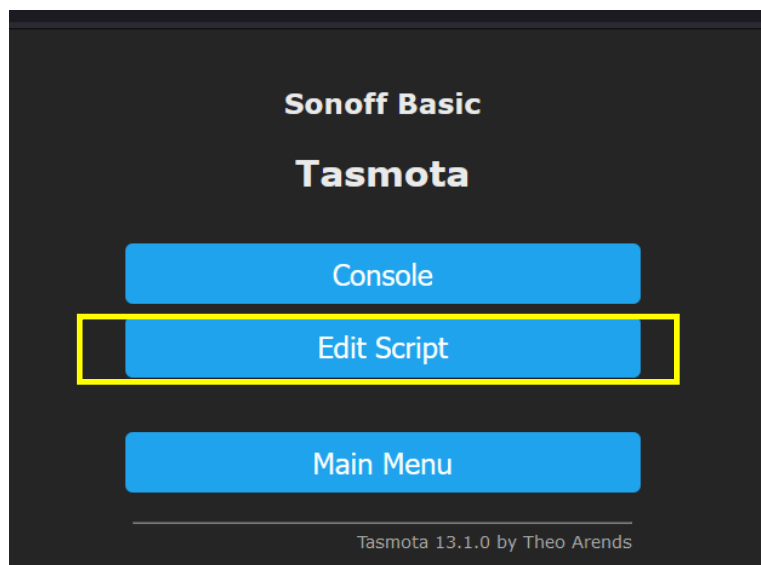 Sonoff Basic
Tasmota
Console
Edit Script
Main Menu
Tasmota 13.1.0 by Theo Arends